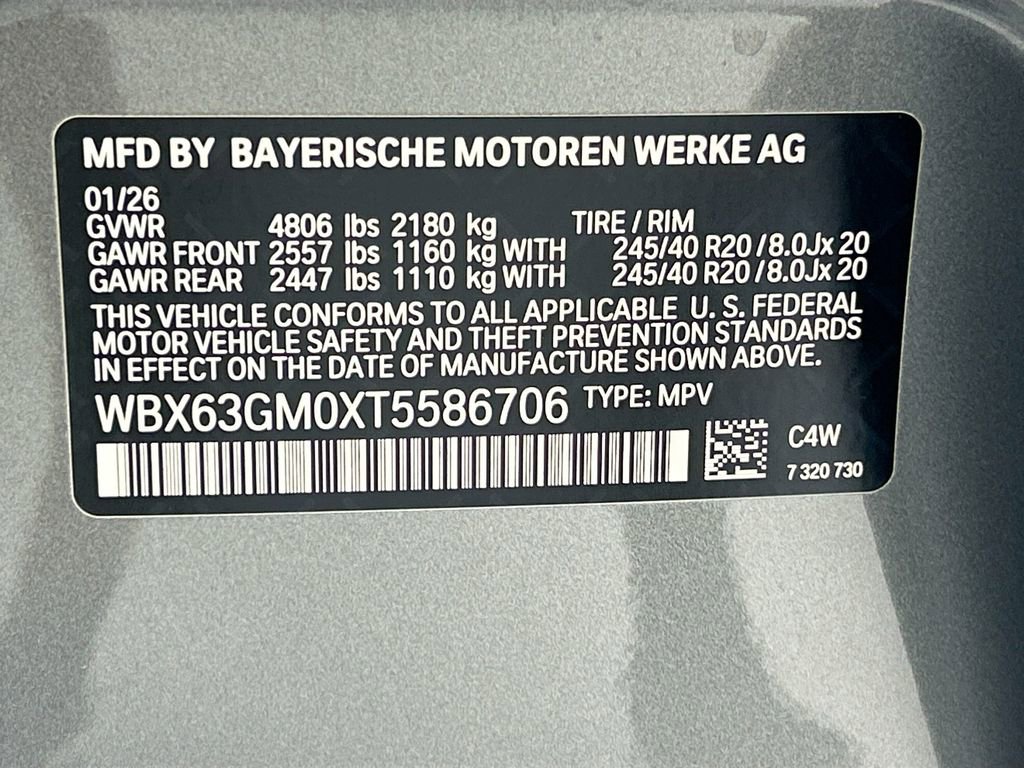 MFD BY BAYERISCHE MOTOREN WERKE AG
01/26
GVWR 4806 lbs 2180 kg TIRE / RIM
GAWR FRONT 2557 lbs 1160 kg WITH 245/40 R20 / 8.0Jx 20
GAWR REAR 2447 lbs 1110 kg WITH 245/40 R20 / 8.0Jx 20
THIS VEHICLE CONFORMS TO ALL APPLICABLE U. S. FEDERAL
MOTOR VEHICLE SAFETY AND THEFT PREVENTION STANDARDS
IN EFFECT ON THE DATE OF MANUFACTURE SHOWN ABOVE.
WBX63GM0XT5586706 TYPE: MPV
C4W
7 320 730